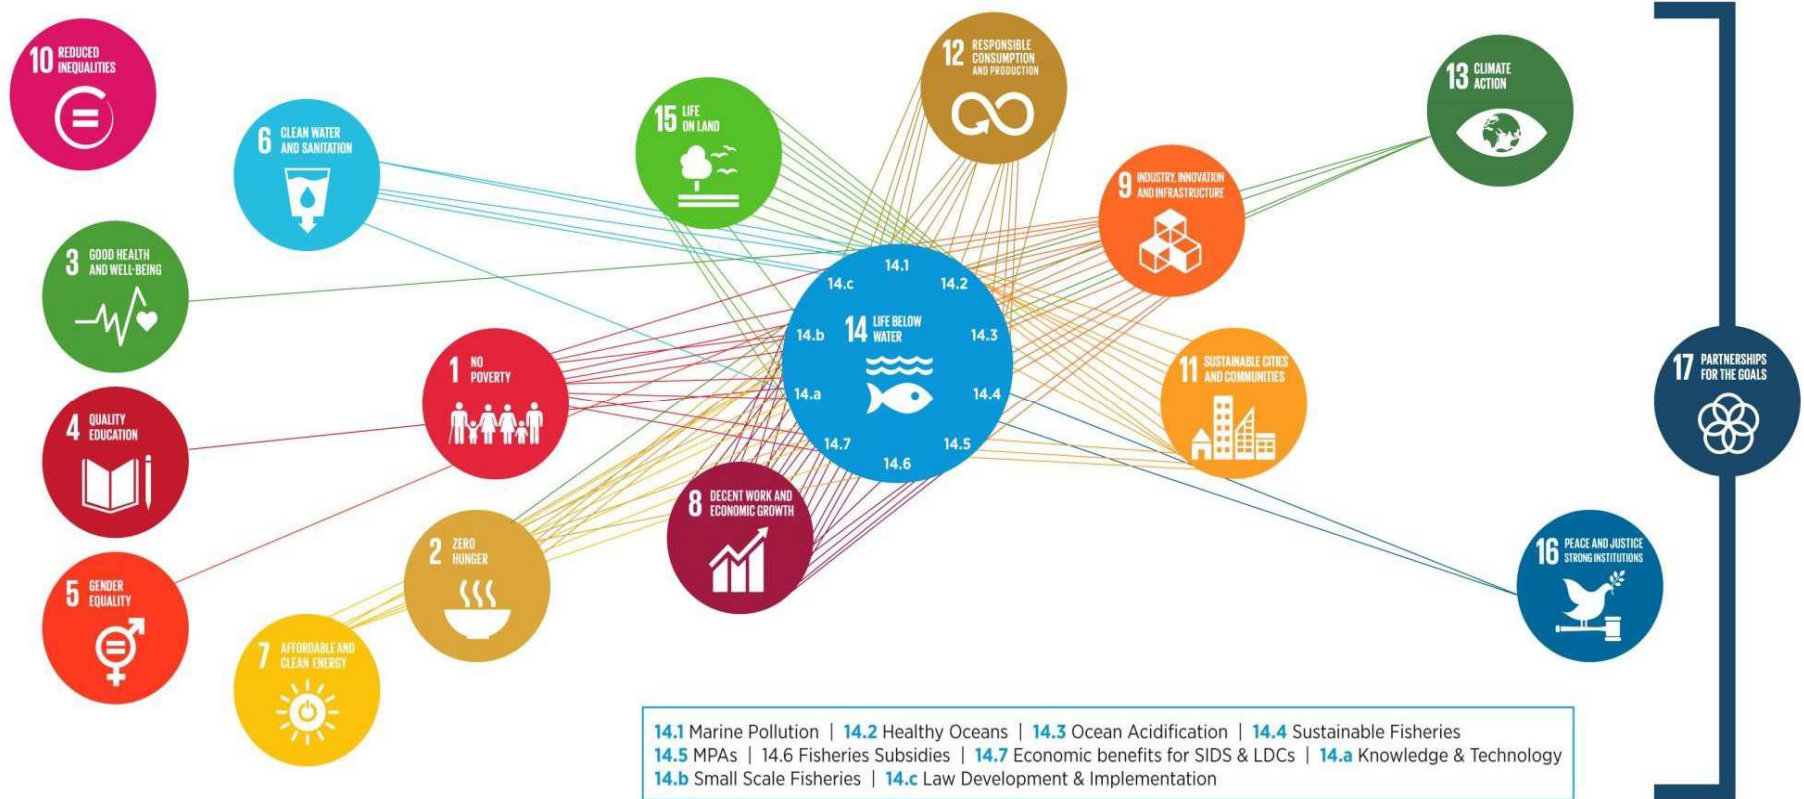 10 REDUCED
INEQUALITIES
6 CLEAN WATER
AND SANITATION
15 LIFE
ON LAND
12 RESPONSIBLE
CONSUMPTION
AND PRODUCTION
13 CLIMATE
ACTION
9 INDUSTRY, INNOVATION
AND INFRASTRUCTURE
3 GOOD HEALTH
AND WELL-BEING
14.1
14.c 14.2
14.b 14 LIFE BELOW
WATER 14.3
14.a 14.4
14.7 14.5
14.6
1 NO
POVERTY
11 SUSTAINABLE CITIES
AND COMMUNITIES
17 PARTNERSHIPS
FOR THE GOALS
4 QUALITY
EDUCATION
8 DECENT WORK AND
ECONOMIC GROWTH
2 ZERO
HUNGER
16 PEACE AND JUSTICE
STRONG INSTITUTIONS
5 GENDER
EQUALITY
7 AFFORDABLE AND
CLEAN ENERGY
14.1 Marine Pollution | 14.2 Healthy Oceans | 14.3 Ocean Acidification | 14.4 Sustainable Fisheries
14.5 MPAs | 14.6 Fisheries Subsidies | 14.7 Economic benefits for SIDS & LDCs | 14.a Knowledge & Technology
14.b Small Scale Fisheries | 14.c Law Development & Implementation